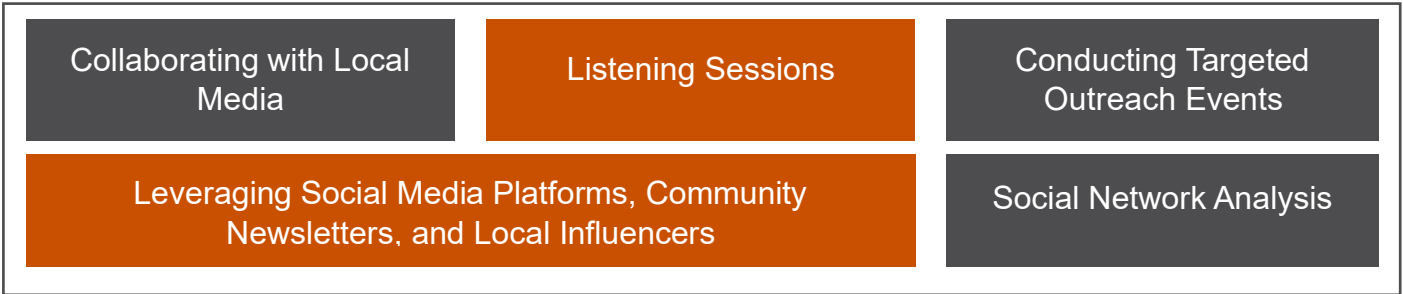 Collaborating with Local
Media
Listening Sessions
Conducting Targeted
Outreach Events
Leveraging Social Media Platforms, Community
Newsletters, and Local Influencers
Social Network Analysis